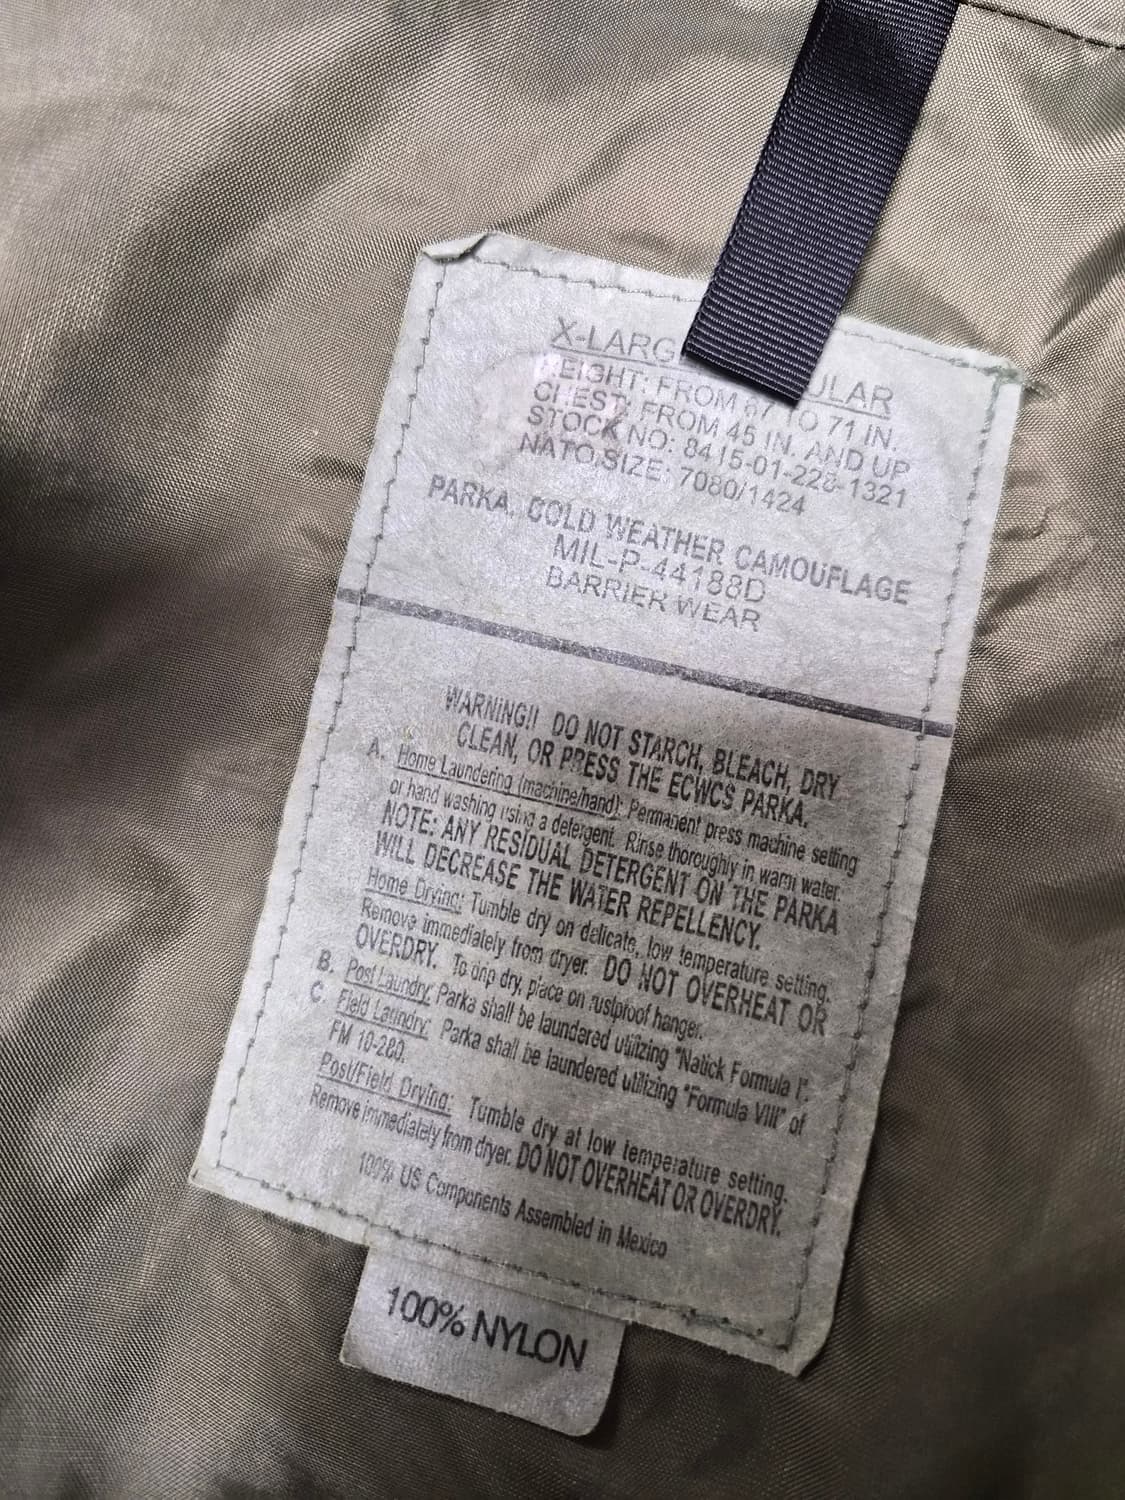 X-LARG ULAR
HEIGHT: FROM 67 TO 71 IN.
CHEST: FROM 45 IN. AND UP
STOCK NO: 8415-01-228-1321
NATO SIZE: 7080/1424
PARKA, COLD WEATHER CAMOUFLAGE
MIL-P-44188D
BARRIER WEAR
WARNING!! DO NOT STARCH, BLEACH, DRY
CLEAN, OR PRESS THE ECWCS PARKA.
A. Home Laundering (machine/hand): Permanent press machine setting
or hand washing using a detergent. Rinse thoroughly in warm water.
NOTE: ANY RESIDUAL DETERGENT ON THE PARKA
WILL DECREASE THE WATER REPELLENCY.
Home Drying: Tumble dry on delicate, low temperature setting.
Remove immediately from dryer. DO NOT OVERHEAT OR
OVERDRY. To drip dry, place on rustproof hanger.
B. Post Laundry: Parka shall be laundered utilizing "Natick Formula I".
C. Field Laundry: Parka shall be laundered utilizing "Formula VIII" of
FM 10-280.
Post/Field Drying: Tumble dry at low temperature setting.
Remove immediately from dryer. DO NOT OVERHEAT OR OVERDRY.
100% US Components Assembled in Mexico
100% NYLON